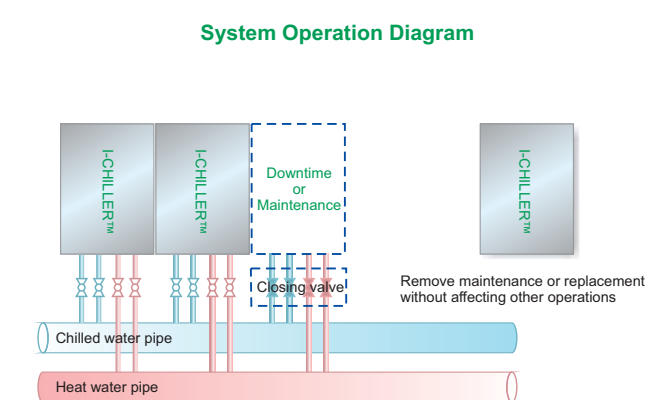 System Operation Diagram
I-CHILLER™
I-CHILLER™
Downtime
or
Maintenance
I-CHILLER™
Closing valve
Remove maintenance or replacement
without affecting other operations
Chilled water pipe
Heat water pipe